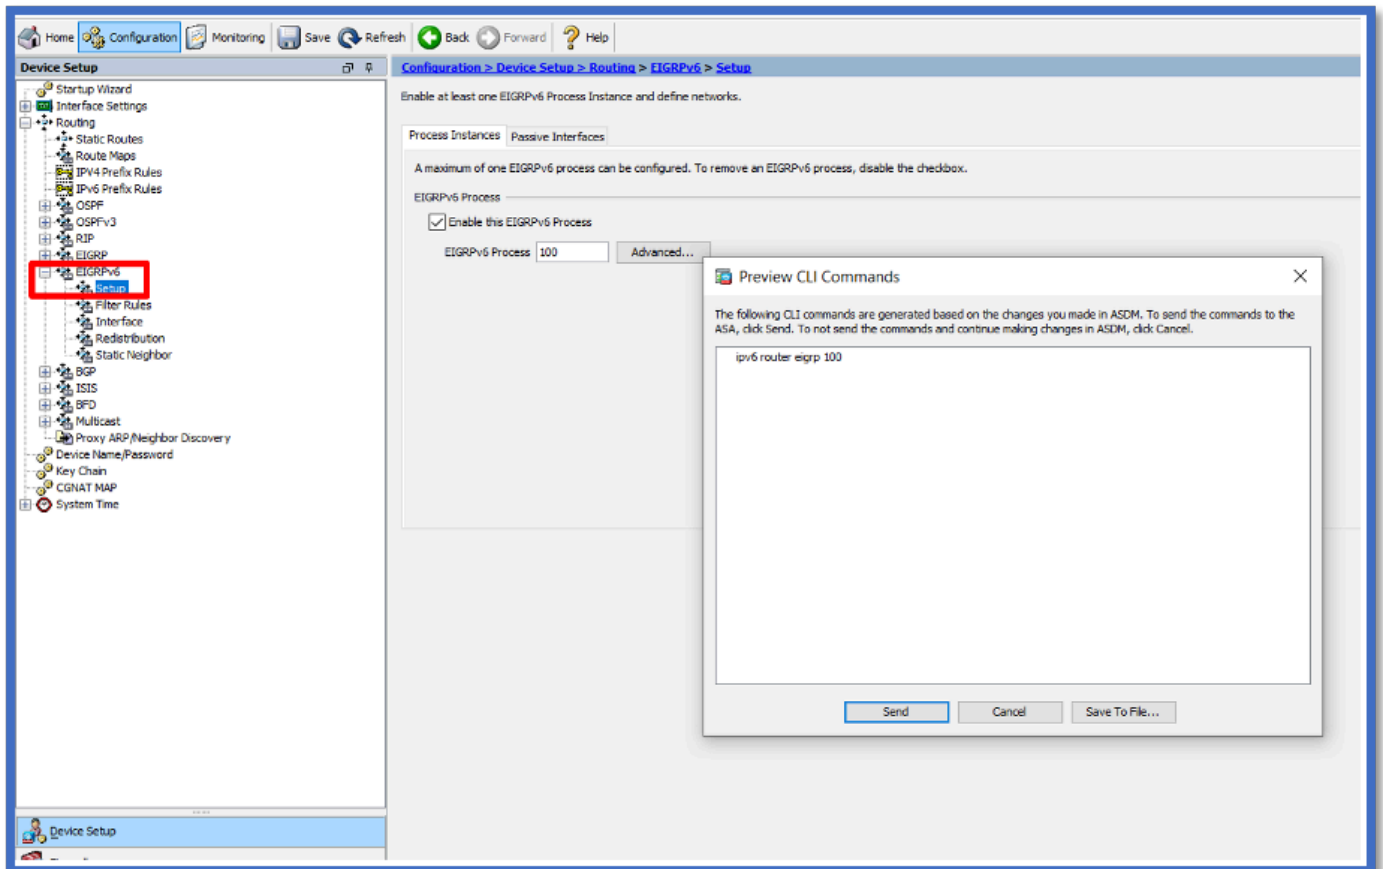 Home Configuration Monitoring Save Refresh Back Forward Help
Device Setup
Startup Wizard
Interface Settings
Routing
Static Routes
Route Maps
IPV4 Prefix Rules
IPv6 Prefix Rules
OSPF
OSPFv3
RIP
EIGRP
EIGRPv6
Setup
Filter Rules
Interface
Redistribution
Static Neighbor
BGP
ISIS
BFD
Multicast
Proxy ARP/Neighbor Discovery
Device Name/Password
Key Chain
CGNAT MAP
System Time
Device Setup
Configuration > Device Setup > Routing > EIGRPv6 > Setup
Enable at least one EIGRPv6 Process Instance and define networks.
Process Instances Passive Interfaces
A maximum of one EIGRPv6 process can be configured. To remove an EIGRPv6 process, disable the checkbox.
EIGRPv6 Process
Enable this EIGRPv6 Process
EIGRPv6 Process 100 Advanced...
Preview CLI Commands
The following CLI commands are generated based on the changes you made in ASDM. To send the commands to the
ASA, click Send. To not send the commands and continue making changes in ASDM, click Cancel.
ipv6 router eigrp 100
Send Cancel Save To File...